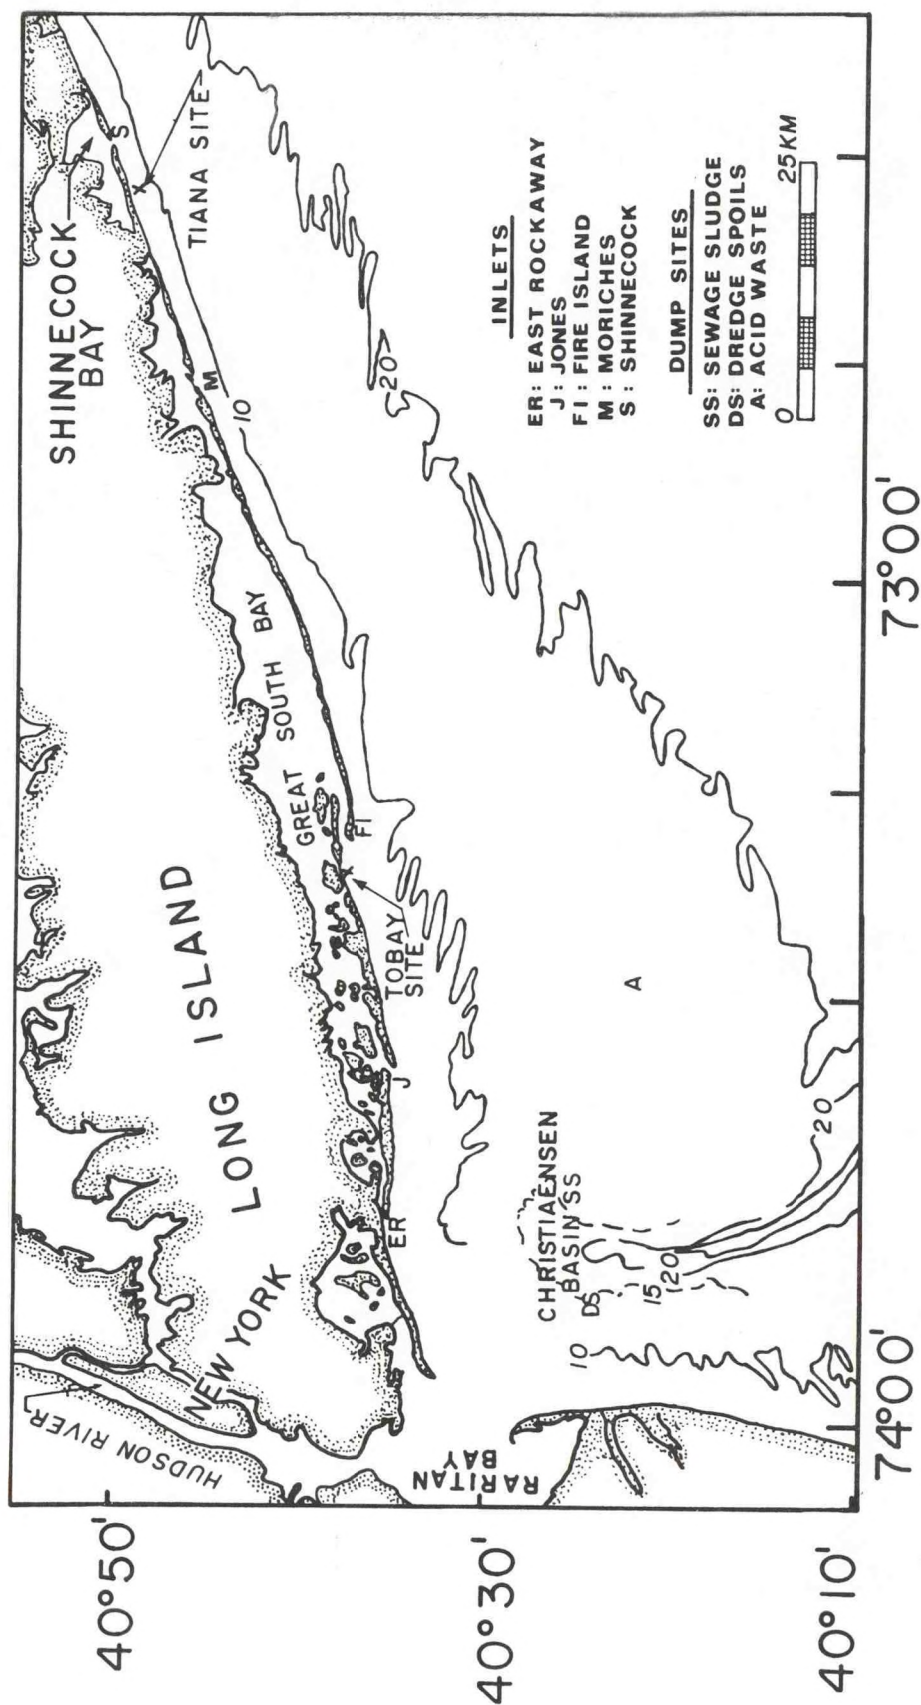 SHINNECOCK
BAY
S
TIANA SITE
M
10
LONG ISLAND
GREAT SOUTH BAY
FI
TOBAY
SITE
J
ER
NEW YORK
HUDSON RIVER
RARITAN
BAY
20
A
CHRISTIAENSEN
BASIN SS
DS
15
20
10
20
INLETS
ER: EAST ROCKAWAY
J: JONES
FI: FIRE ISLAND
M: MORICHES
S: SHINNECOCK
DUMP SITES
SS: SEWAGE SLUDGE
DS: DREDGE SPOILS
A: ACID WASTE
0 25KM
40°50'
40°30'
40°10'
74°00'
73°00'